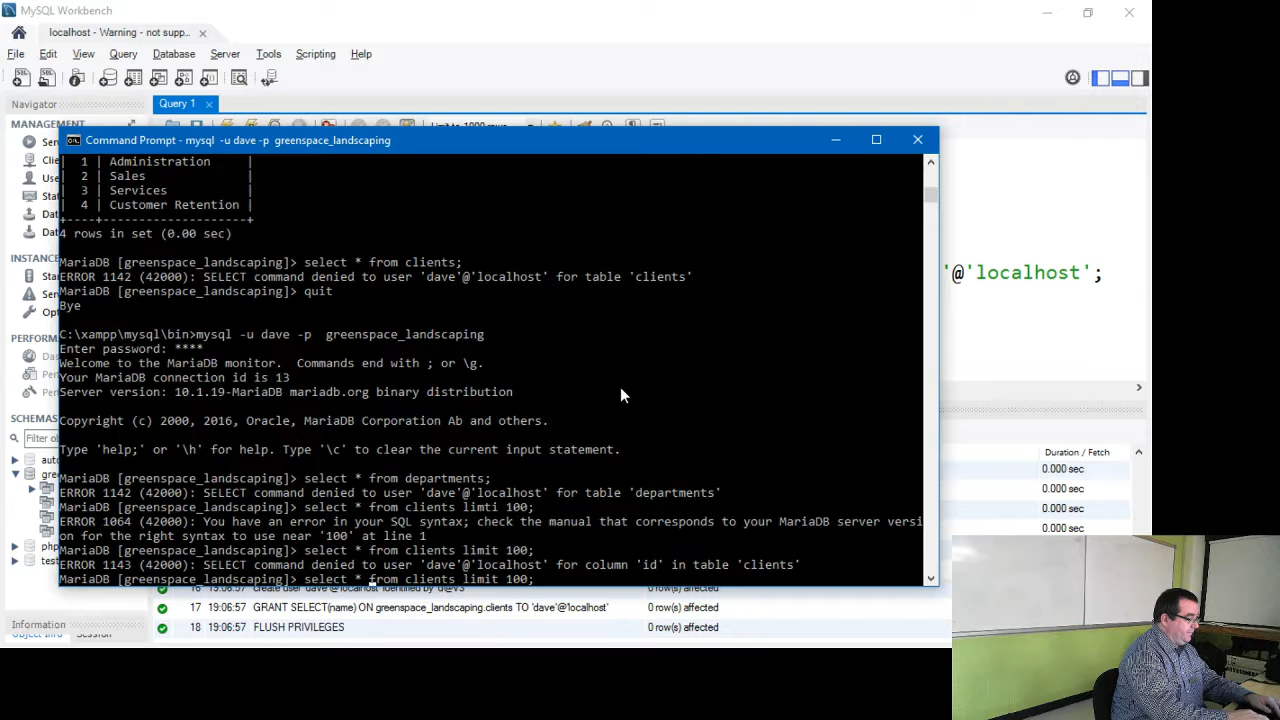 MySQL Workbench
localhost - Warning - not supp...
File Edit View Query Database Server Tools Scripting Help
Navigator
Query 1
MANAGEMENT
Command Prompt - mysql -u dave -p greenspace_landscaping
| 1 | Administration |
| 2 | Sales |
| 3 | Services |
| 4 | Customer Retention |
+----+--------------------+
4 rows in set (0.00 sec)
MariaDB [greenspace_landscaping]> select * from clients;
ERROR 1142 (42000): SELECT command denied to user 'dave'@'localhost' for table 'clients'
MariaDB [greenspace_landscaping]> quit
Bye
C:\xampp\mysql\bin>mysql -u dave -p  greenspace_landscaping
Enter password: ****
Welcome to the MariaDB monitor.  Commands end with ; or \g.
Your MariaDB connection id is 13
Server version: 10.1.19-MariaDB mariadb.org binary distribution
Copyright (c) 2000, 2016, Oracle, MariaDB Corporation Ab and others.
Type 'help;' or '\h' for help. Type '\c' to clear the current input statement.
MariaDB [greenspace_landscaping]> select * from departments;
ERROR 1142 (42000): SELECT command denied to user 'dave'@'localhost' for table 'departments'
MariaDB [greenspace_landscaping]> select * from clients limti 100;
ERROR 1064 (42000): You have an error in your SQL syntax; check the manual that corresponds to your MariaDB server versi
on for the right syntax to use near '100' at line 1
MariaDB [greenspace_landscaping]> select * from clients limit 100;
ERROR 1143 (42000): SELECT command denied to user 'dave'@'localhost' for column 'id' in table 'clients'
MariaDB [greenspace_landscaping]> select * from clients limit 100;
'@'localhost';
INSTANCE
PERFORM
SCHEMAS
Filter ob
Duration / Fetch
0.000 sec
0.000 sec
0.000 sec
0.000 sec
17 19:06:57 GRANT SELECT(name) ON greenspace_landscaping.clients TO 'dave'@'localhost' 0 row(s) affected
18 19:06:57 FLUSH PRIVILEGES 0 row(s) affected
Information
Object Info Session